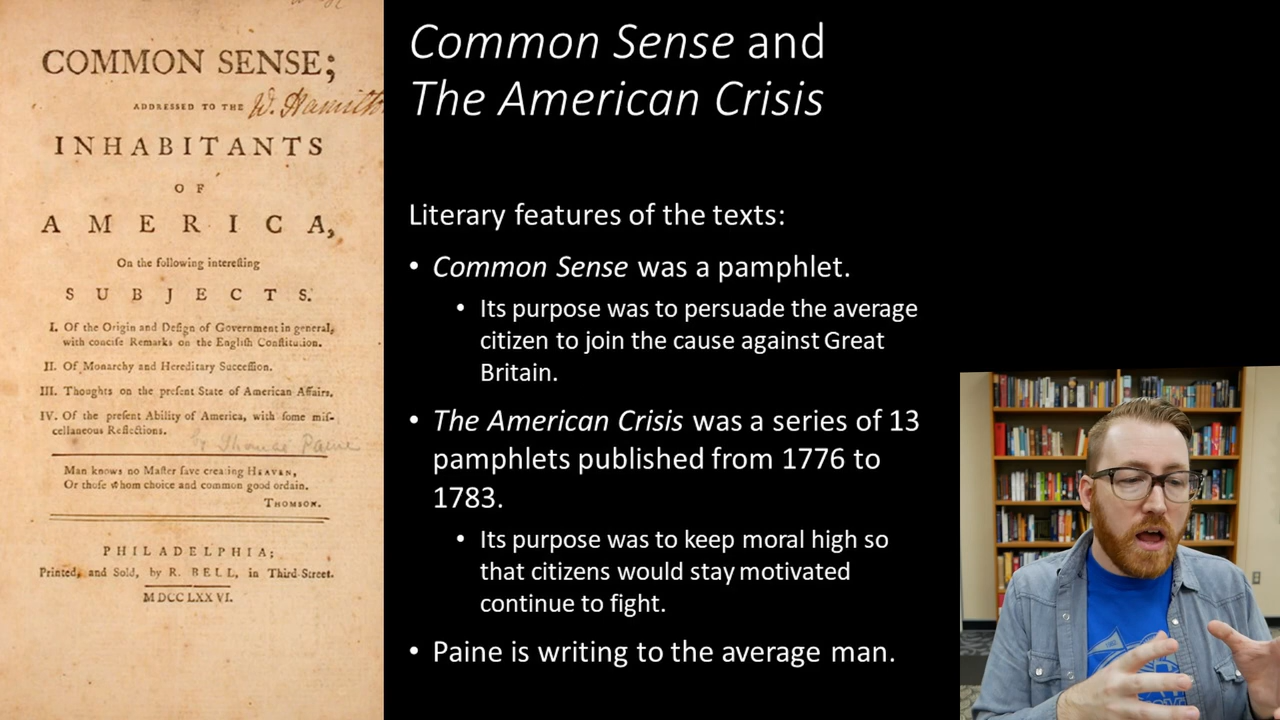 COMMON SENSE;
ADDRESSED TO THE W. Hamilt
INHABITANTS
OF
AMERICA,
On the following intereſting
SUBJECTS.
I. Of the Origin and Deſign of Government in general,
with conciſe Remarks on the Engliſh Conſtitution.
II. Of Monarchy and Hereditary Succeſſion.
III. Thoughts on the preſent State of American Affairs.
IV. Of the preſent Ability of America, with ſome miſ-
cellaneous Reflections.
by Thomas Paine
Man knows no Maſter ſave creating HEAVEN,
Or thoſe whom choice and common good ordain.
THOMSON.
PHILADELPHIA;
Printed, and Sold, by R. BELL, in Third-Street.
MDCCLXXVI.
Common Sense and
The American Crisis
Literary features of the texts:
• Common Sense was a pamphlet.
• Its purpose was to persuade the average
citizen to join the cause against Great
Britain.
• The American Crisis was a series of 13
pamphlets published from 1776 to
1783.
• Its purpose was to keep moral high so
that citizens would stay motivated
continue to fight.
• Paine is writing to the average man.